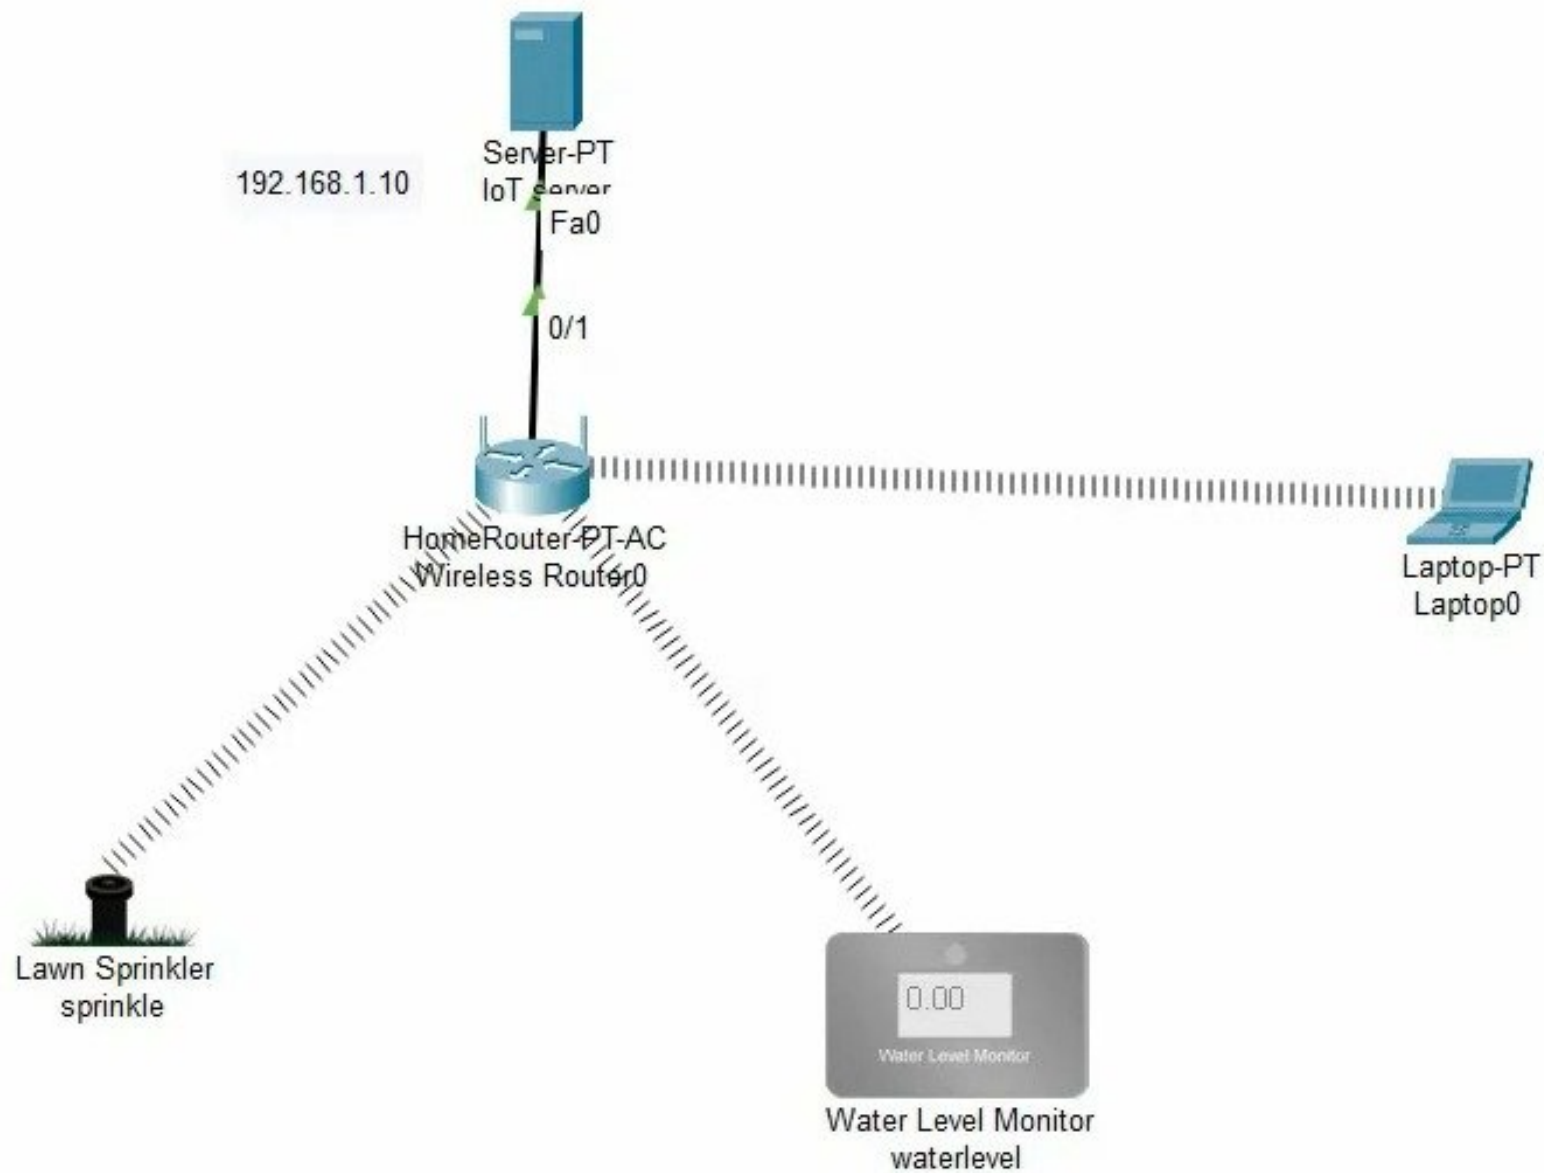 Server-PT
192.168.1.10
IoT server
Fa0
0/1
HomeRouter-PT-AC
Wireless Router0
Laptop-PT
Laptop0
Lawn Sprinkler
sprinkle
0.00
Water Level Monitor
Water Level Monitor
waterlevel